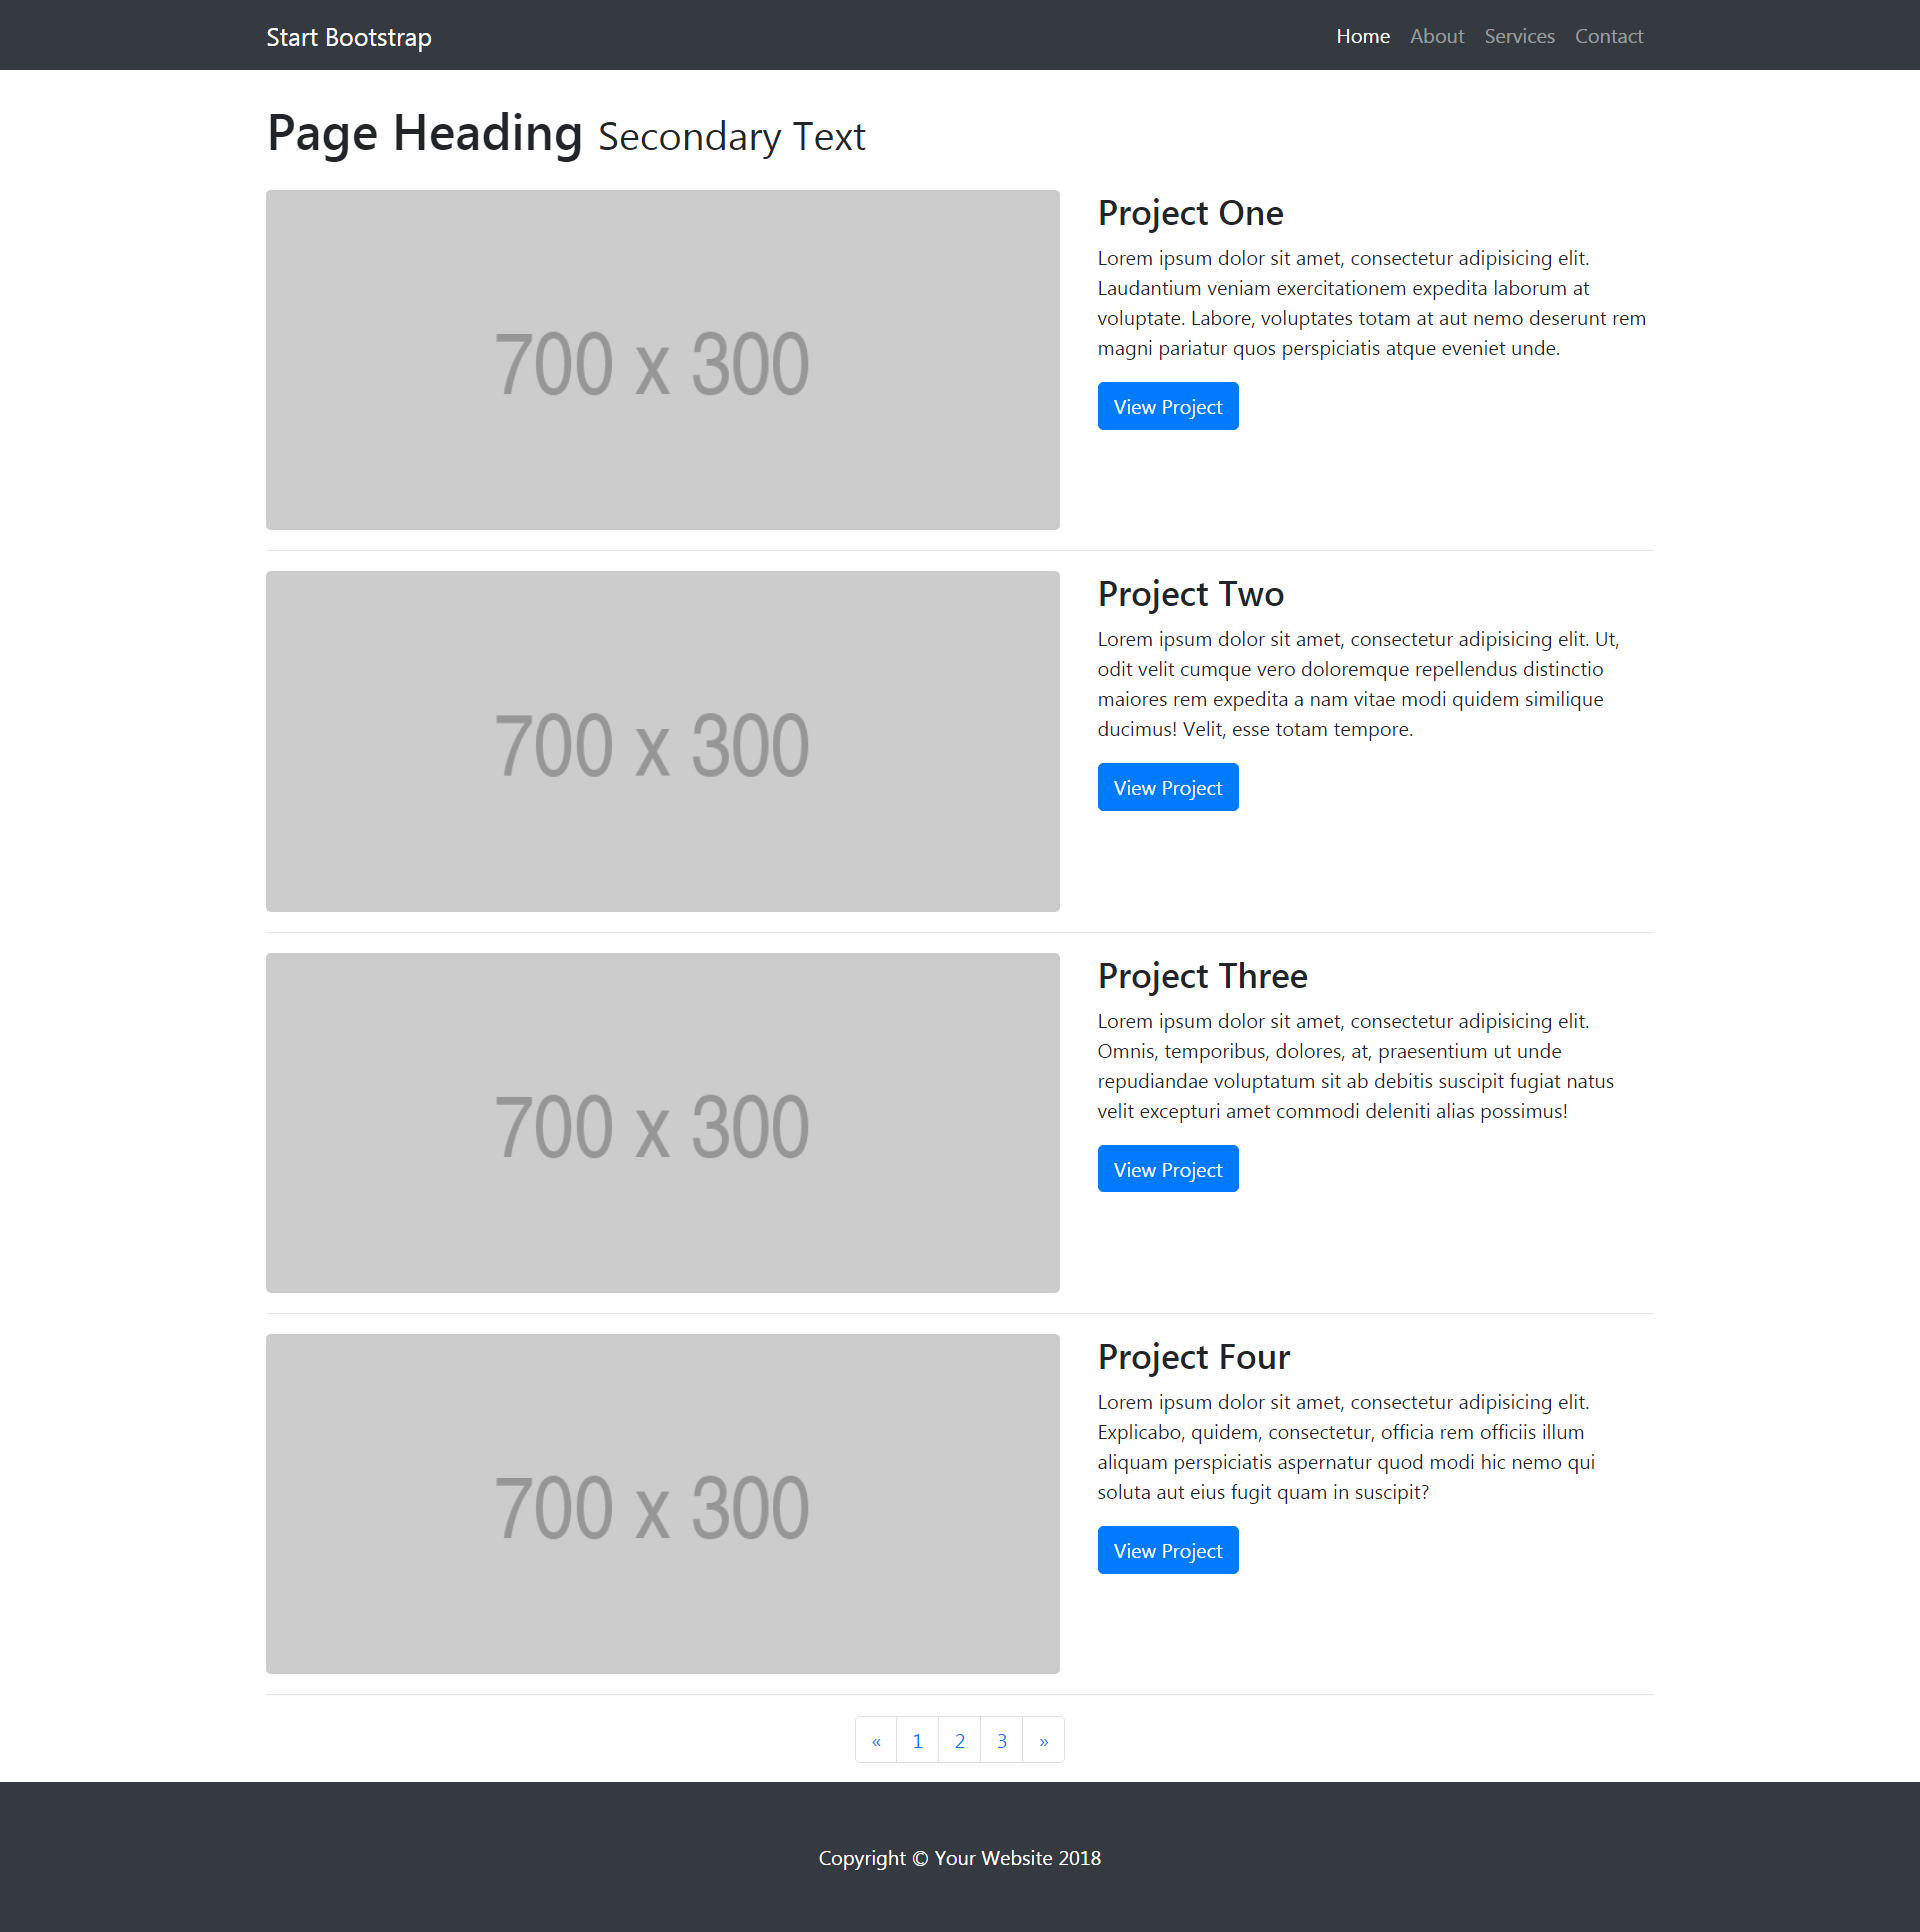 Start Bootstrap
Home About Services Contact
Page Heading Secondary Text
700 x 300
Project One
Lorem ipsum dolor sit amet, consectetur adipisicing elit.
Laudantium veniam exercitationem expedita laborum at
voluptate. Labore, voluptates totam at aut nemo deserunt rem
magni pariatur quos perspiciatis atque eveniet unde.
View Project
700 x 300
Project Two
Lorem ipsum dolor sit amet, consectetur adipisicing elit. Ut,
odit velit cumque vero doloremque repellendus distinctio
maiores rem expedita a nam vitae modi quidem similique
ducimus! Velit, esse totam tempore.
View Project
700 x 300
Project Three
Lorem ipsum dolor sit amet, consectetur adipisicing elit.
Omnis, temporibus, dolores, at, praesentium ut unde
repudiandae voluptatum sit ab debitis suscipit fugiat natus
velit excepturi amet commodi deleniti alias possimus!
View Project
700 x 300
Project Four
Lorem ipsum dolor sit amet, consectetur adipisicing elit.
Explicabo, quidem, consectetur, officia rem officiis illum
aliquam perspiciatis aspernatur quod modi hic nemo qui
soluta aut eius fugit quam in suscipit?
View Project
« 1 2 3 »
Copyright © Your Website 2018